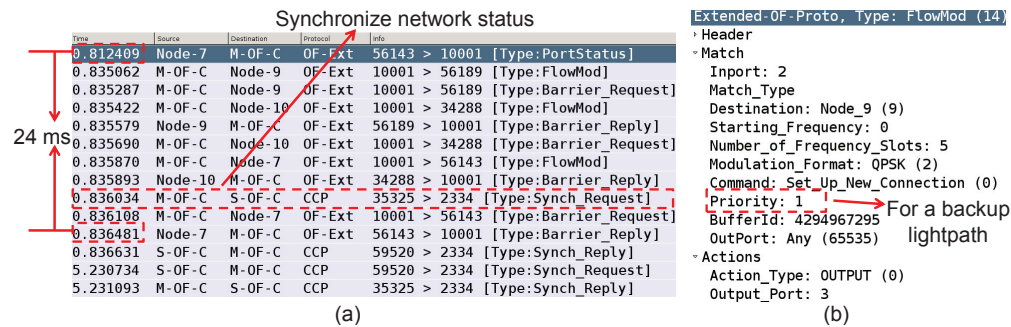 Synchronize network status
Time Source Destination Protocol Info
0.812409 Node-7 M-OF-C OF-Ext 56143 > 10001 [Type:PortStatus]
0.835062 M-OF-C Node-9 OF-Ext 10001 > 56189 [Type:FlowMod]
0.835287 M-OF-C Node-9 OF-Ext 10001 > 56189 [Type:Barrier_Request]
0.835422 M-OF-C Node-10 OF-Ext 10001 > 34288 [Type:FlowMod]
0.835579 Node-9 M-OF-C OF-Ext 56189 > 10001 [Type:Barrier_Reply]
24 ms
0.835690 M-OF-C Node-10 OF-Ext 10001 > 34288 [Type:Barrier_Request]
0.835870 M-OF-C Node-7 OF-Ext 10001 > 56143 [Type:FlowMod]
0.835893 Node-10 M-OF-C OF-Ext 34288 > 10001 [Type:Barrier_Reply]
0.836034 M-OF-C S-OF-C CCP 35325 > 2334 [Type:Synch_Request]
0.836108 M-OF-C Node-7 OF-Ext 10001 > 56143 [Type:Barrier_Request]
0.836481 Node-7 M-OF-C OF-Ext 56143 > 10001 [Type:Barrier_Reply]
0.836631 S-OF-C M-OF-C CCP 59520 > 2334 [Type:Synch_Reply]
5.230734 S-OF-C M-OF-C CCP 59520 > 2334 [Type:Synch_Request]
5.231093 M-OF-C S-OF-C CCP 35325 > 2334 [Type:Synch_Reply]
(a)
Extended-OF-Proto, Type: FlowMod (14)
Header
Match
Inport: 2
Match_Type
Destination: Node_9 (9)
Starting_Frequency: 0
Number_of_Frequency_Slots: 5
Modulation_Format: QPSK (2)
Command: Set_Up_New_Connection (0)
Priority: 1
For a backup
lightpath
BufferId: 4294967295
OutPort: Any (65535)
Actions
Action_Type: OUTPUT (0)
Output_Port: 3
(b)